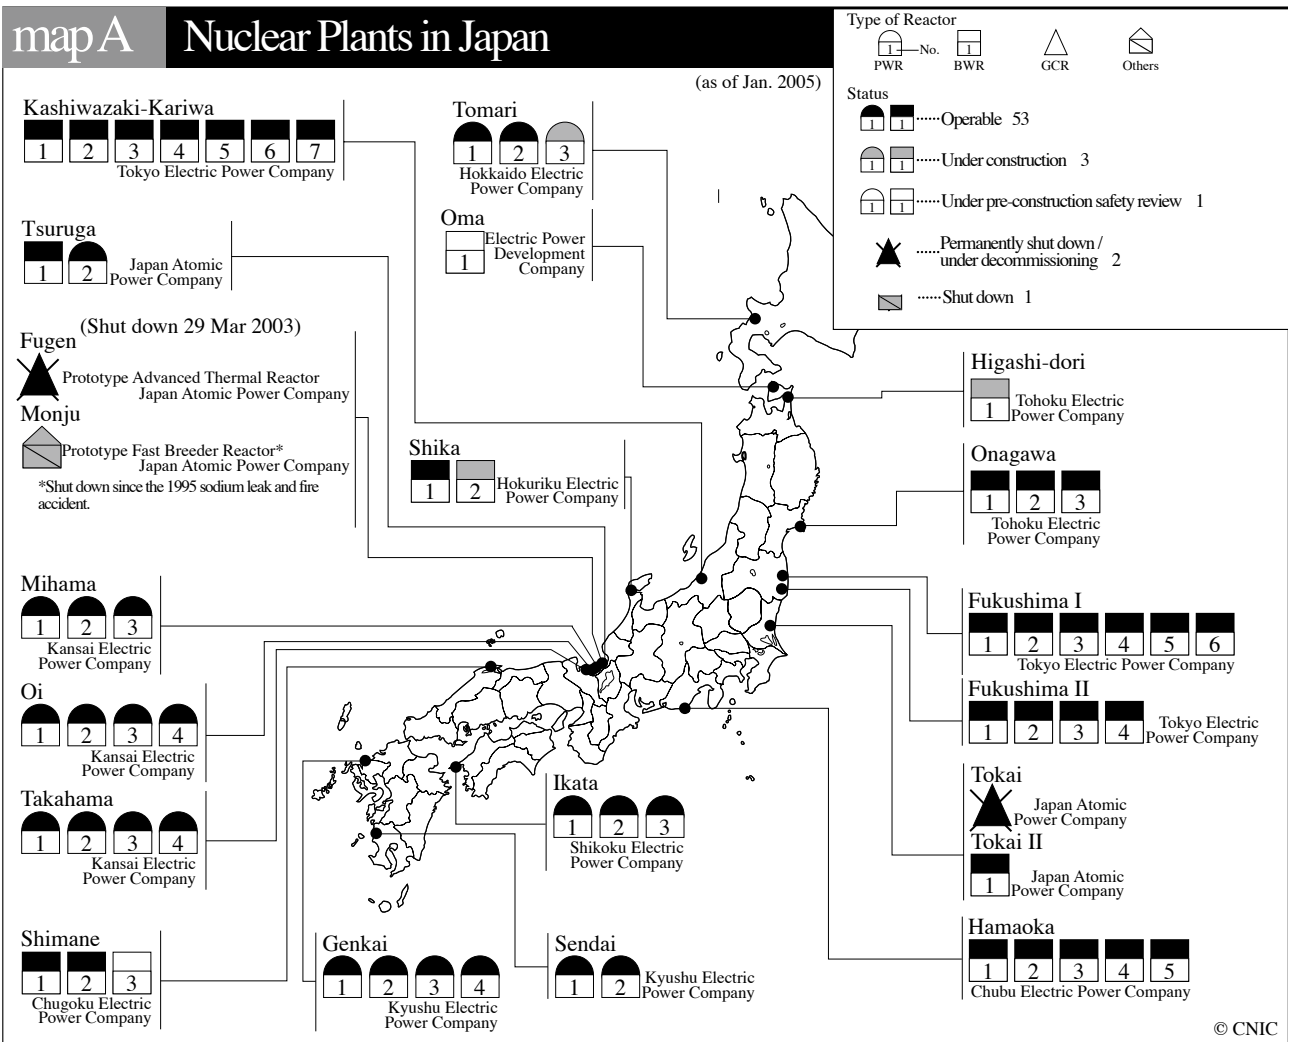 map A
Nuclear Plants in Japan
(as of Jan. 2005)
Type of Reactor
1 No. 1
PWR BWR GCR Others
Status
1 1 ······Operable 53
1 1 ······Under construction 3
1 1 ······Under pre-construction safety review 1
······Permanently shut down /
under decommissioning 2
······Shut down 1
Kashiwazaki-Kariwa
1 2 3 4 5 6 7
Tokyo Electric Power Company
Tomari
1 2 3
Hokkaido Electric
Power Company
Oma
1
Electric Power
Development
Company
Tsuruga
1 2
Japan Atomic
Power Company
(Shut down 29 Mar 2003)
Fugen
Prototype Advanced Thermal Reactor
Japan Atomic Power Company
Monju
Prototype Fast Breeder Reactor*
Japan Atomic Power Company
*Shut down since the 1995 sodium leak and fire
accident.
Shika
1 2
Hokuriku Electric
Power Company
Higashi-dori
1
Tohoku Electric
Power Company
Onagawa
1 2 3
Tohoku Electric
Power Company
Mihama
1 2 3
Kansai Electric
Power Company
Fukushima I
1 2 3 4 5 6
Tokyo Electric Power Company
Oi
1 2 3 4
Kansai Electric
Power Company
Fukushima II
1 2 3 4
Tokyo Electric
Power Company
Takahama
1 2 3 4
Kansai Electric
Power Company
Ikata
1 2 3
Shikoku Electric
Power Company
Tokai
Japan Atomic
Power Company
Tokai II
1
Japan Atomic
Power Company
Shimane
1 2 3
Chugoku Electric
Power Company
Genkai
1 2 3 4
Kyushu Electric
Power Company
Sendai
1 2
Kyushu Electric
Power Company
Hamaoka
1 2 3 4 5
Chubu Electric Power Company
© CNIC